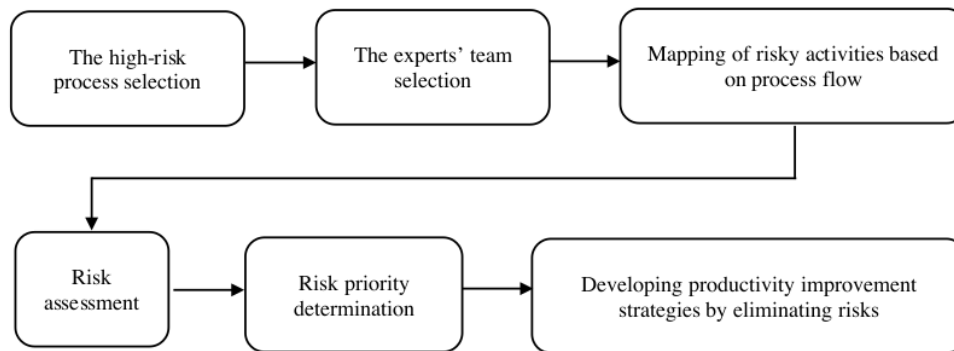 The high-risk
process selection
The experts' team
selection
Mapping of risky activities based
on process flow
Risk
assessment
Risk priority
determination
Developing productivity improvement
strategies by eliminating risks